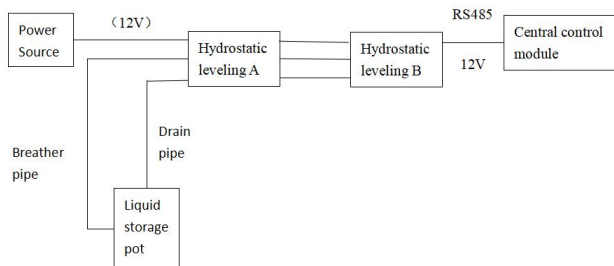 Power
Source
（12V）
Hydrostatic
leveling A
Hydrostatic
leveling B
RS485
12V
Central control
module
Breather
pipe
Drain
pipe
Liquid
storage
pot